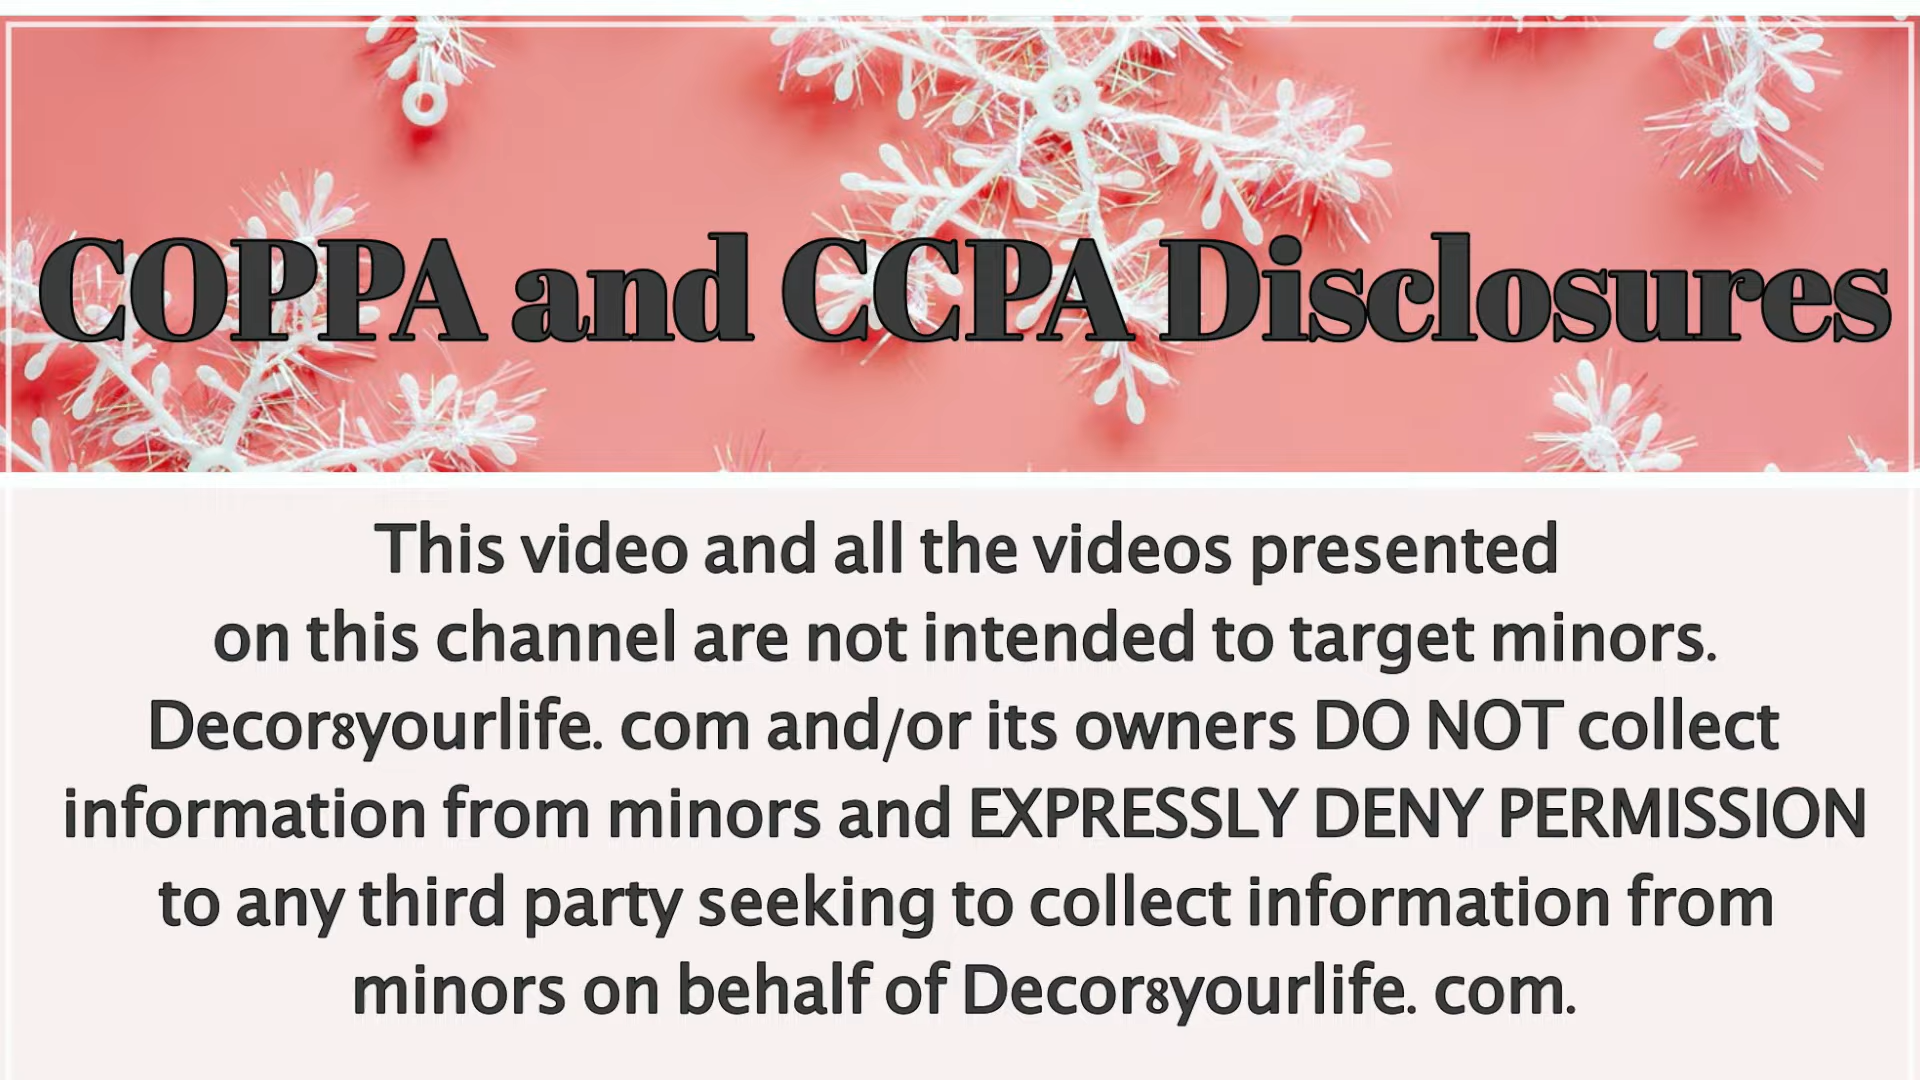 COPPA and CCPA Disclosures
This video and all the videos presented
on this channel are not intended to target minors.
Decor8yourlife. com and/or its owners DO NOT collect
information from minors and EXPRESSLY DENY PERMISSION
to any third party seeking to collect information from
minors on behalf of Decor8yourlife. com.